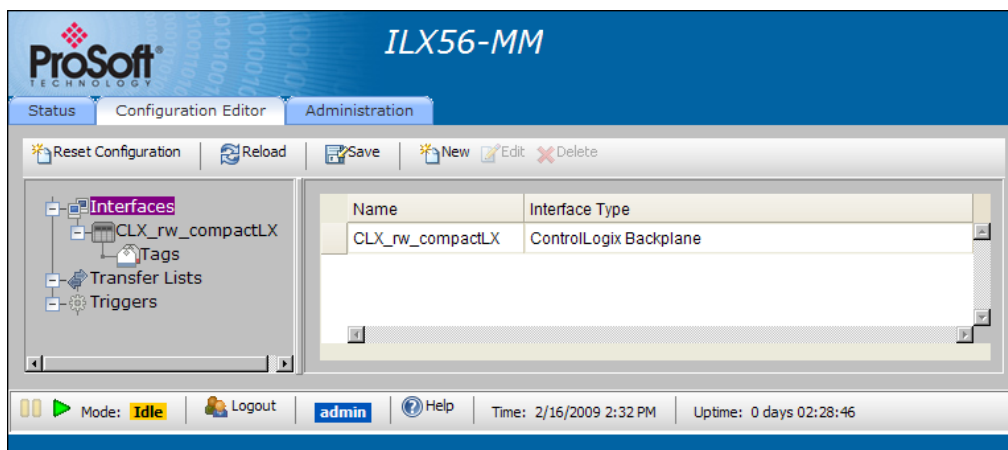 ILX56-MM
ProSoft®
TECHNOLOGY
Status Configuration Editor Administration
Reset Configuration Reload Save New Edit Delete
Interfaces
CLX_rw_compactLX
Tags
Transfer Lists
Triggers
Name Interface Type
CLX_rw_compactLX ControlLogix Backplane
Mode: Idle Logout admin Help Time: 2/16/2009 2:32 PM Uptime: 0 days 02:28:46